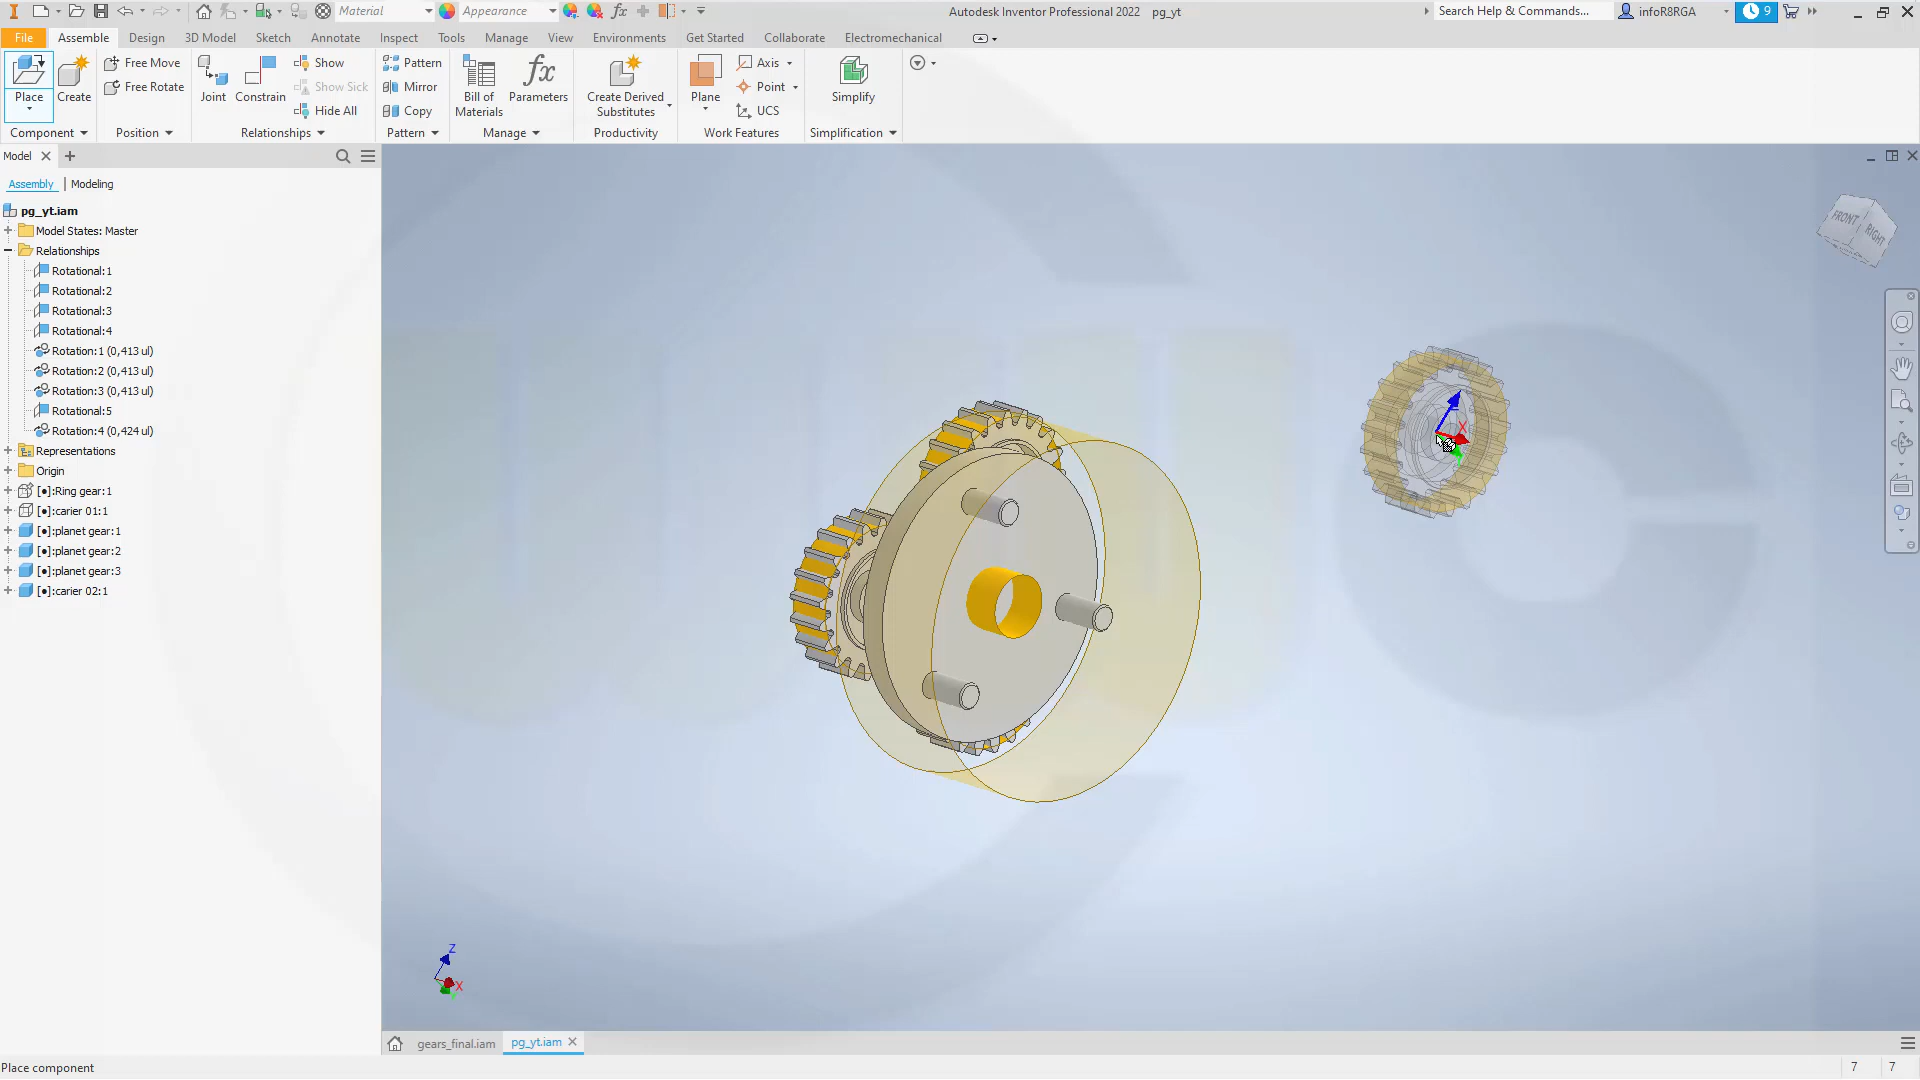 Material
Appearance
fx
Autodesk Inventor Professional 2022 pg_yt
Search Help & Commands...
infoR8RGA
9
File
Assemble
Design
3D Model
Sketch
Annotate
Inspect
Tools
Manage
View
Environments
Get Started
Collaborate
Electromechanical
Place
Create
Free Move
Free Rotate
Joint
Constrain
Show
Show Sick
Hide All
Pattern
Mirror
Copy
Bill of
Materials
fx
Parameters
Create Derived
Substitutes
Plane
Axis
Point
UCS
Simplify
Component
Position
Relationships
Pattern
Manage
Productivity
Work Features
Simplification
Model
Assembly | Modeling
pg_yt.iam
Model States: Master
Relationships
Rotational:1
Rotational:2
Rotational:3
Rotational:4
Rotation:1 (0,413 ul)
Rotation:2 (0,413 ul)
Rotation:3 (0,413 ul)
Rotational:5
Rotation:4 (0,424 ul)
Representations
Origin
[●]:Ring gear:1
[●]:carier 01:1
[●]:planet gear:1
[●]:planet gear:2
[●]:planet gear:3
[●]:carier 02:1
FRONT
RIGHT
X
Z
X
gears_final.iam
pg_yt.iam
Place component
7
7